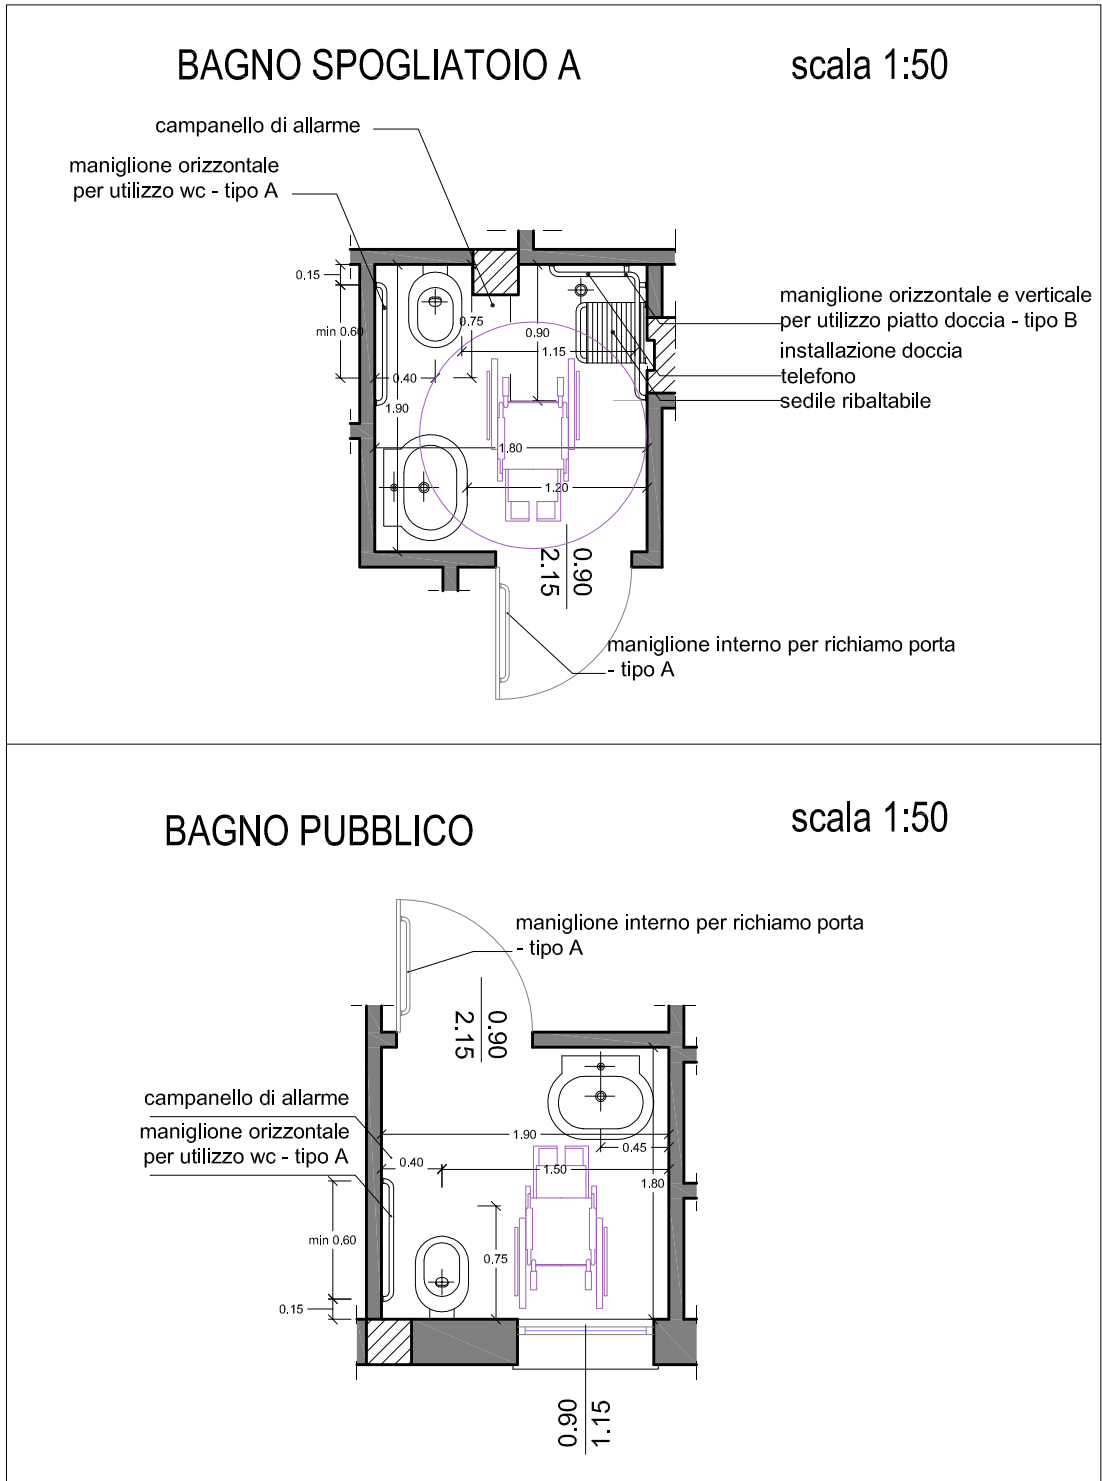 BAGNO SPOGLIATOIO A
scala 1:50
campanello di allarme
maniglione orizzontale
per utilizzo wc - tipo A
0.15
min 0.60
0.75
0.90
1.15
0.40
1.90
1.80
1.20
maniglione orizzontale e verticale
per utilizzo piatto doccia - tipo B
installazione doccia
telefono
sedile ribaltabile
0.90
2.15
maniglione interno per richiamo porta
- tipo A
BAGNO PUBBLICO
scala 1:50
maniglione interno per richiamo porta
- tipo A
0.90
2.15
campanello di allarme
maniglione orizzontale
per utilizzo wc - tipo A
1.90
0.45
0.40
1.50
1.80
min 0.60
0.75
0.15
0.90
1.15